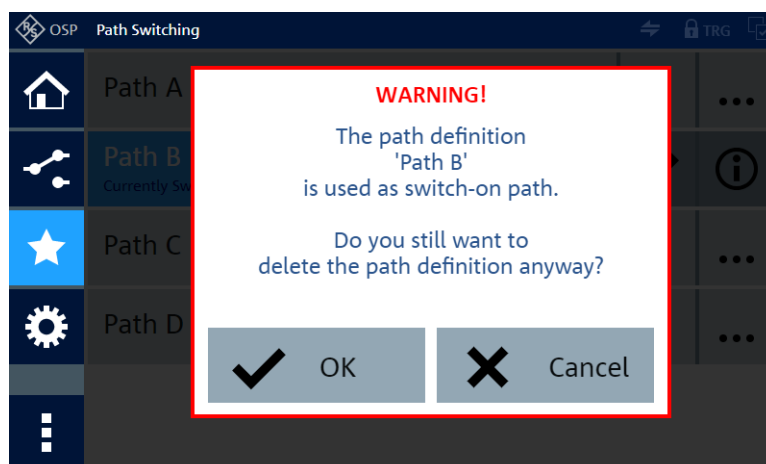 OSP Path Switching TRG
Path A
WARNING!
The path definition
'Path B'
is used as switch-on path.
Do you still want to
delete the path definition anyway?
OK Cancel
Path B
Currently Sw
Path C
Path D